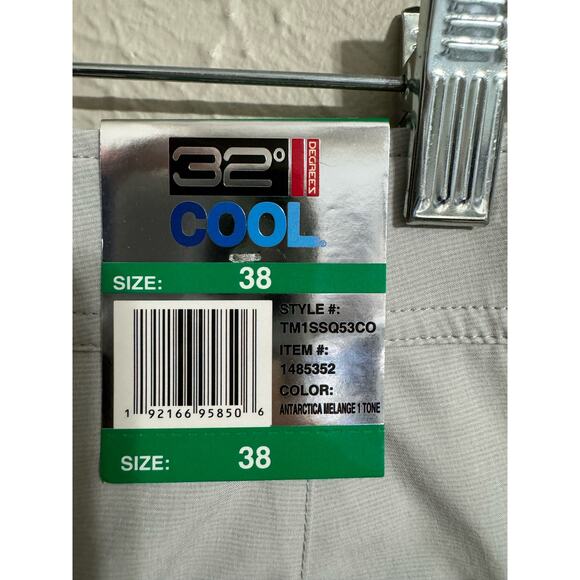 32° DEGREES
COOL®
SIZE: 38
STYLE #:
TM1SSQ53CO
ITEM #:
1485352
COLOR:
ANTARCTICA MELANGE 1 TONE
1 92166 95850 6
SIZE: 38